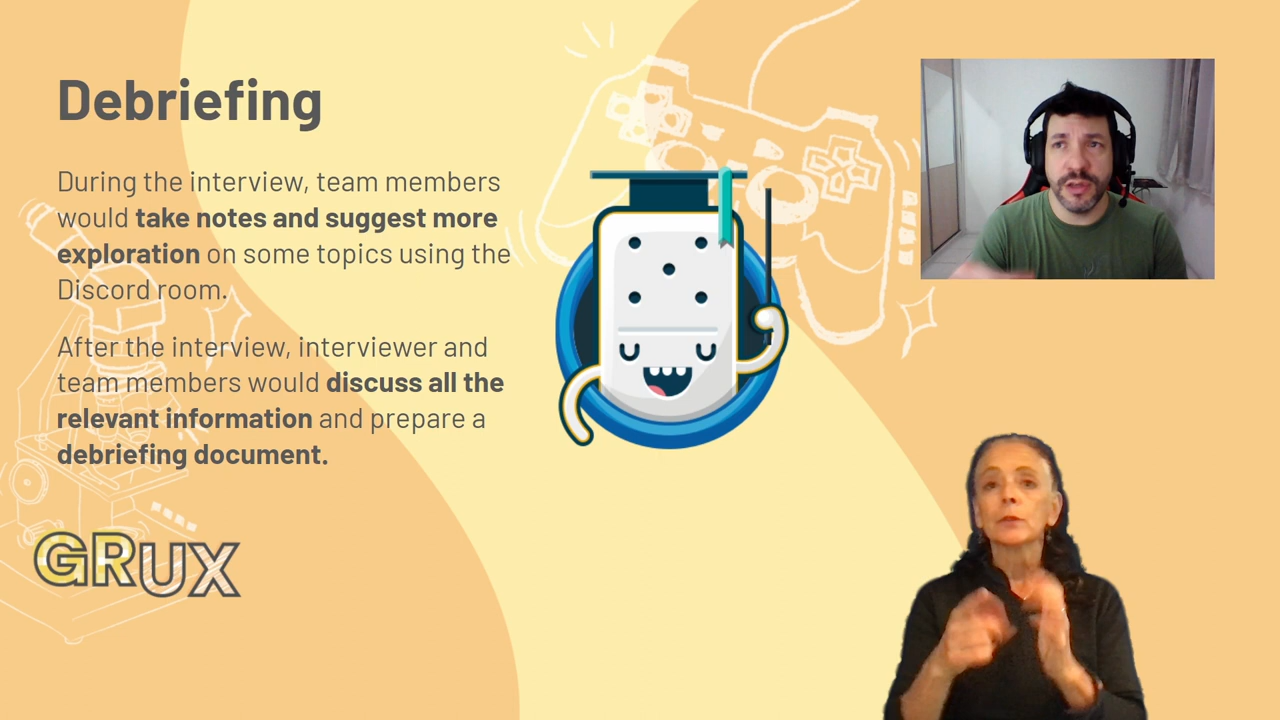 Debriefing
During the interview, team members
would take notes and suggest more
exploration on some topics using the
Discord room.
After the interview, interviewer and
team members would discuss all the
relevant information and prepare a
debriefing document.
GRUX